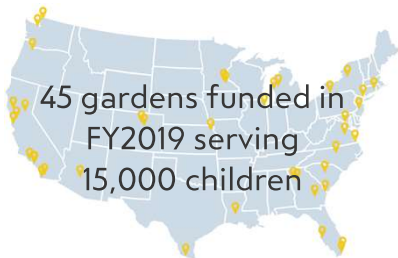 45 gardens funded in
FY2019 serving
15,000 children